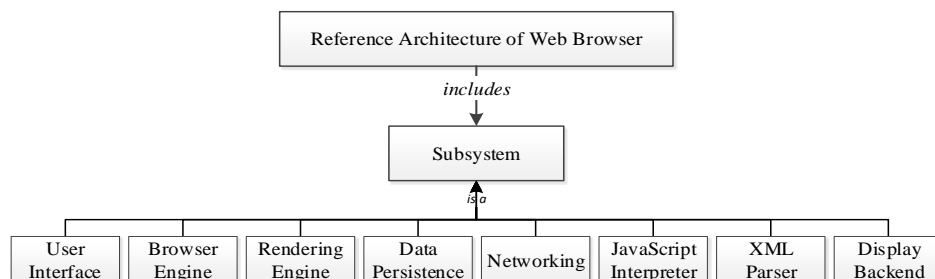 Reference Architecture of Web Browser
includes
Subsystem
is a
User
Interface
Browser
Engine
Rendering
Engine
Data
Persistence
Networking
JavaScript
Interpreter
XML
Parser
Display
Backend